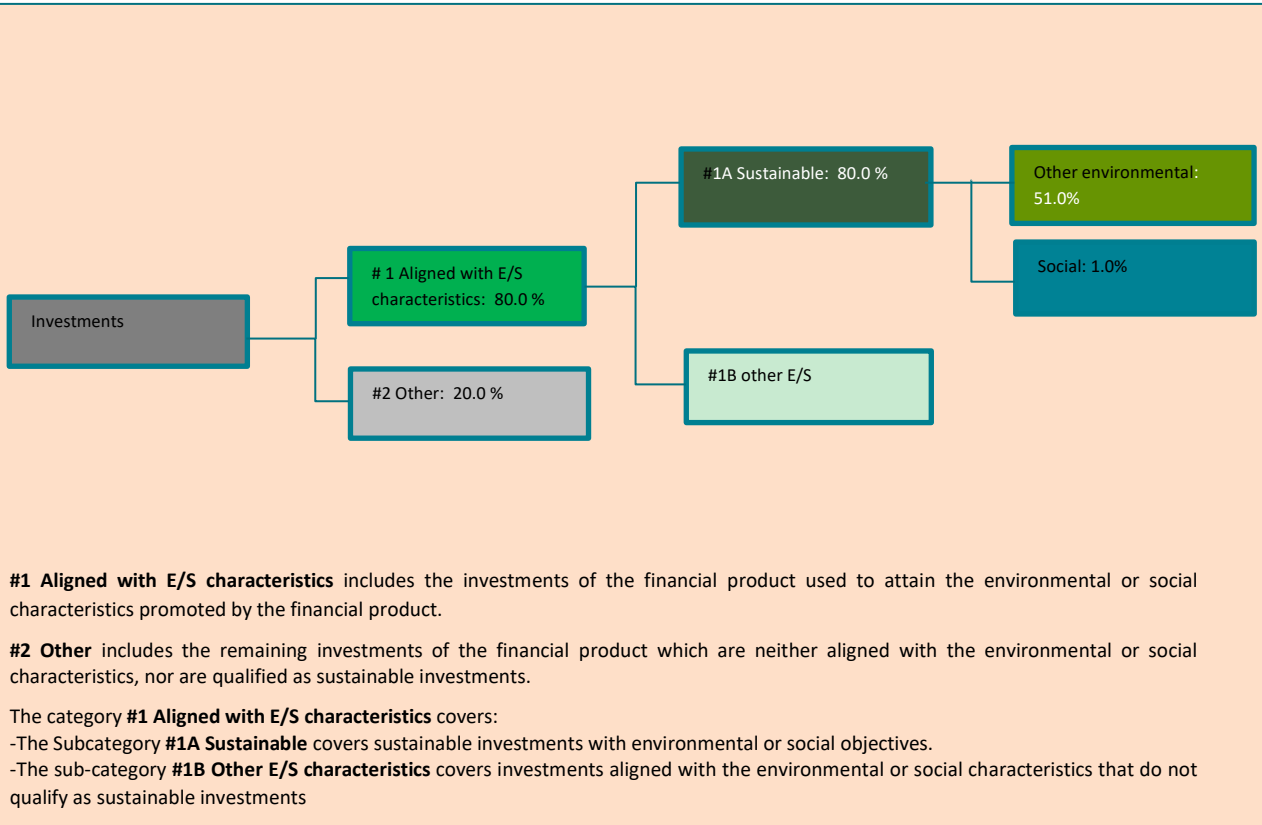 #1A Sustainable:  80.0 %
Other environmental:
51.0%
Social: 1.0%
# 1 Aligned with E/S
characteristics:  80.0 %
Investments
#2 Other:  20.0 %
#1B other E/S
#1 Aligned with E/S characteristics includes the investments of the financial product used to attain the environmental or social
characteristics promoted by the financial product.
#2 Other includes the remaining investments of the financial product which are neither aligned with the environmental or social
characteristics, nor are qualified as sustainable investments.
The category #1 Aligned with E/S characteristics covers:
-The Subcategory #1A Sustainable covers sustainable investments with environmental or social objectives.
-The sub-category #1B Other E/S characteristics covers investments aligned with the environmental or social characteristics that do not
qualify as sustainable investments